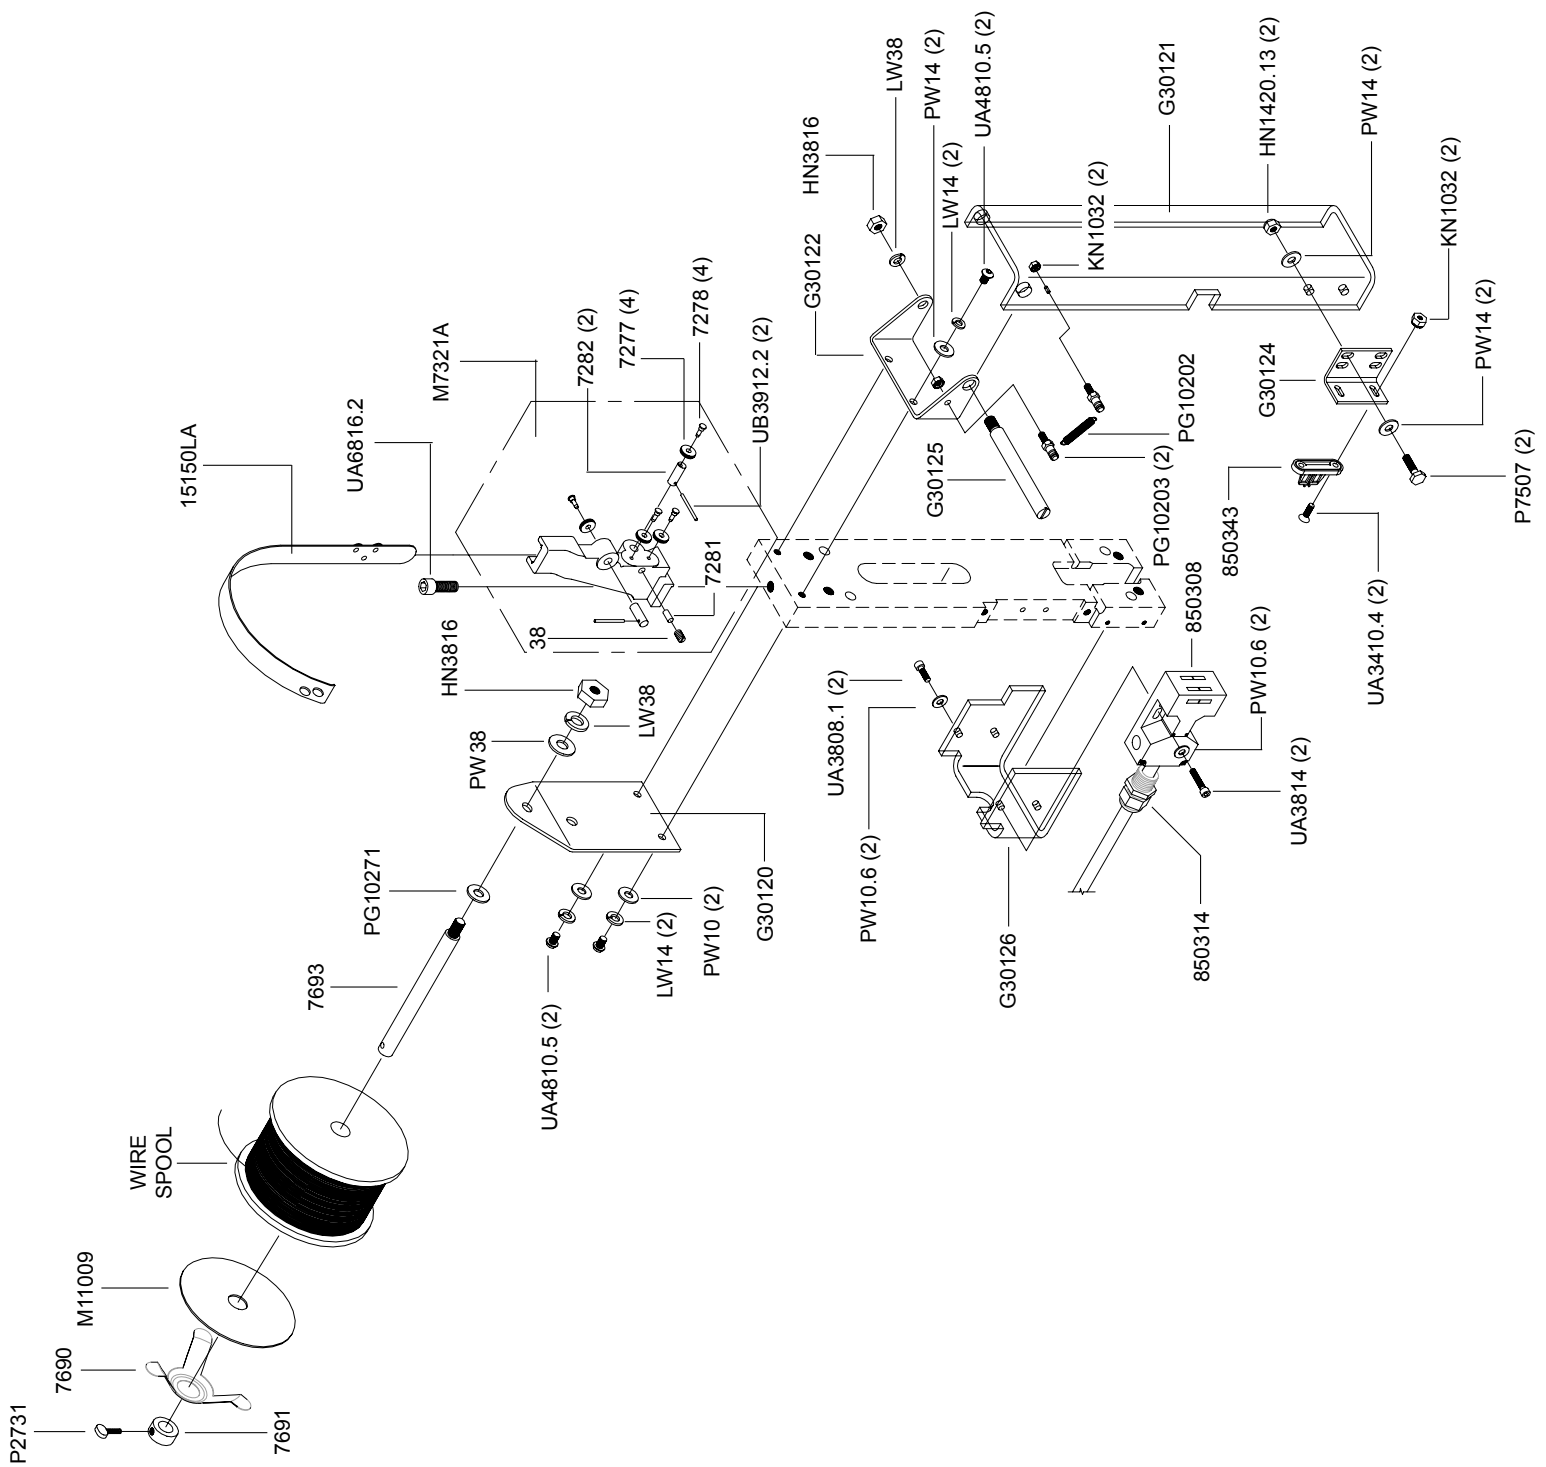 P2731
7690
M11009
WIRE
SPOOL
7691
7693
PG10271
UA4810.5 (2)
LW14 (2)
PW10 (2)
G30120
PW38
LW38
HN3816
15150LA
UA6816.2
M7321A
7282 (2)
7277 (4)
7278 (4)
UB3912.2 (2)
7281
38
HN3816
LW38
G30122
PW14 (2)
LW14 (2)
UA4810.5 (2)
KN1032 (2)
G30121
HN1420.13 (2)
PW14 (2)
KN1032 (2)
PW14 (2)
G30124
P7507 (2)
850343
UA3410.4 (2)
G30125
PG10202
PG10203 (2)
850308
PW10.6 (2)
UA3814 (2)
850314
UA3808.1 (2)
PW10.6 (2)
G30126